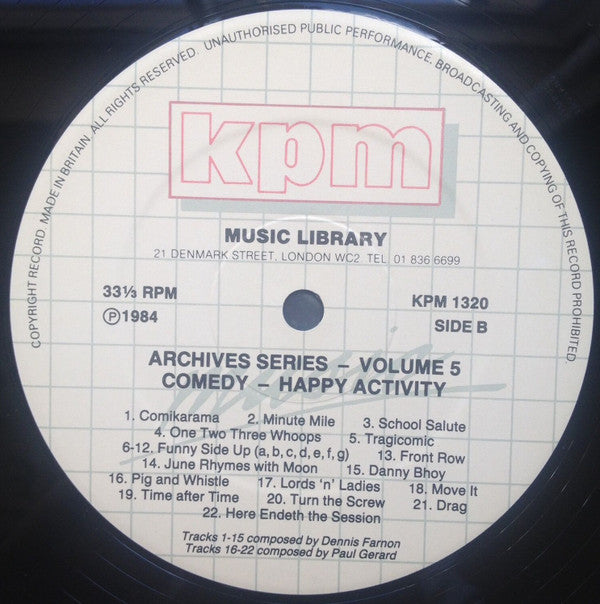 COPYRIGHT RECORD. MADE IN BRITAIN. ALL RIGHTS RESERVED. UNAUTHORISED PUBLIC PERFORMANCE, BROADCASTING AND COPYING OF THIS RECORD PROHIBITED.
kpm
MUSIC LIBRARY
21 DENMARK STREET. LONDON WC2 TEL. 01 836 6699
33⅓ RPM
KPM 1320
Ⓟ1984
SIDE B
music
ARCHIVES SERIES – VOLUME 5
COMEDY – HAPPY ACTIVITY
1. Comikarama 2. Minute Mile 3. School Salute
4. One Two Three Whoops 5. Tragicomic
6-12. Funny Side Up (a, b, c, d, e, f, g) 13. Front Row
14. June Rhymes with Moon 15. Danny Bhoy
16. Pig and Whistle 17. Lords 'n' Ladies 18. Move It
19. Time after Time 20. Turn the Screw 21. Drag
22. Here Endeth the Session
Tracks 1-15 composed by Dennis Farnon
Tracks 16-22 composed by Paul Gerard